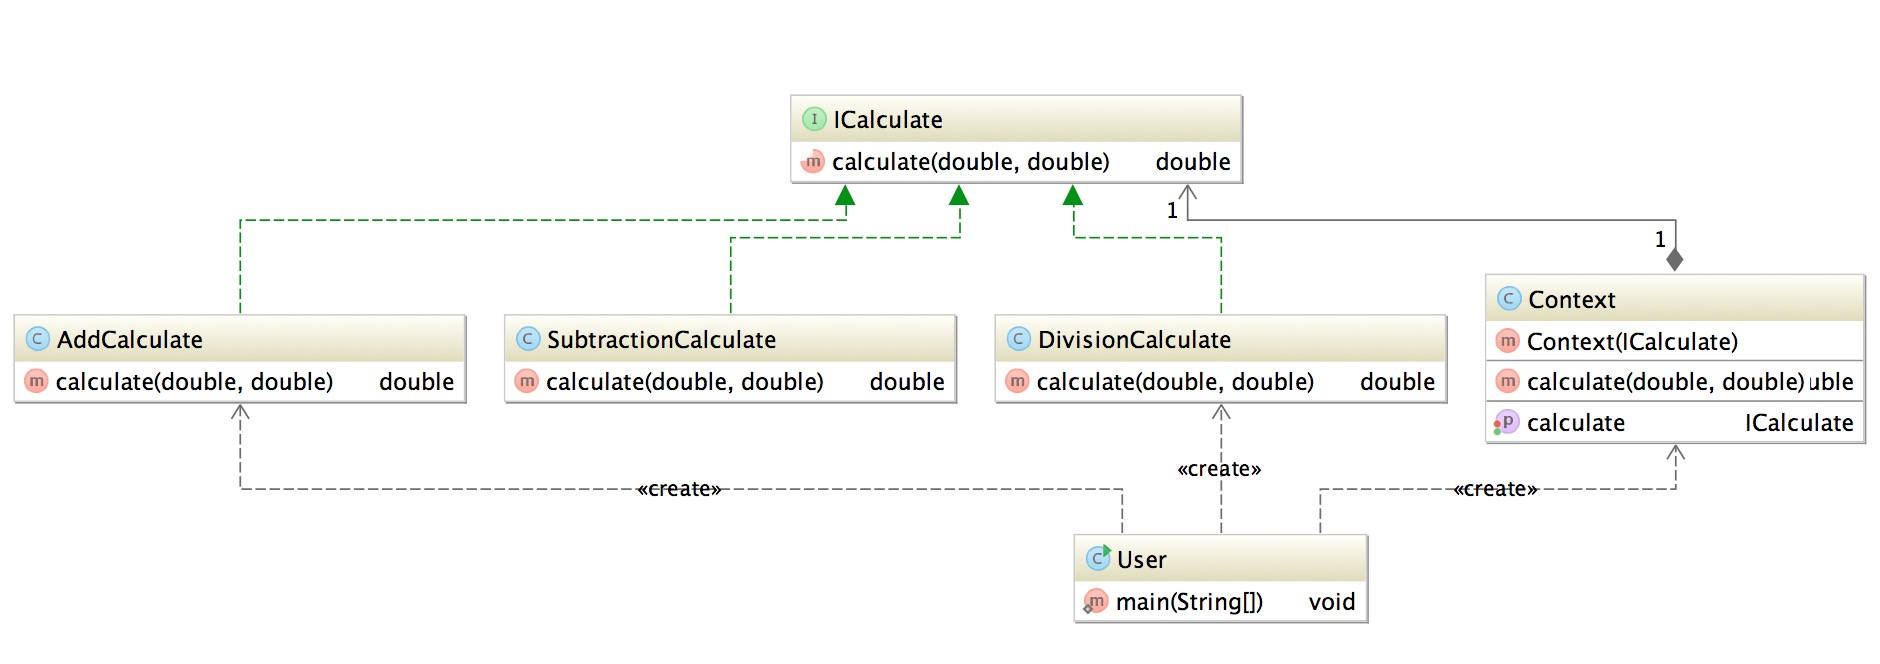 I ICalculate
m calculate(double, double) double
1
1
C Context
m Context(ICalculate)
m calculate(double, double) uble
p calculate ICalculate
C AddCalculate
m calculate(double, double) double
C SubtractionCalculate
m calculate(double, double) double
C DivisionCalculate
m calculate(double, double) double
«create»
«create»
«create»
C User
m main(String[]) void